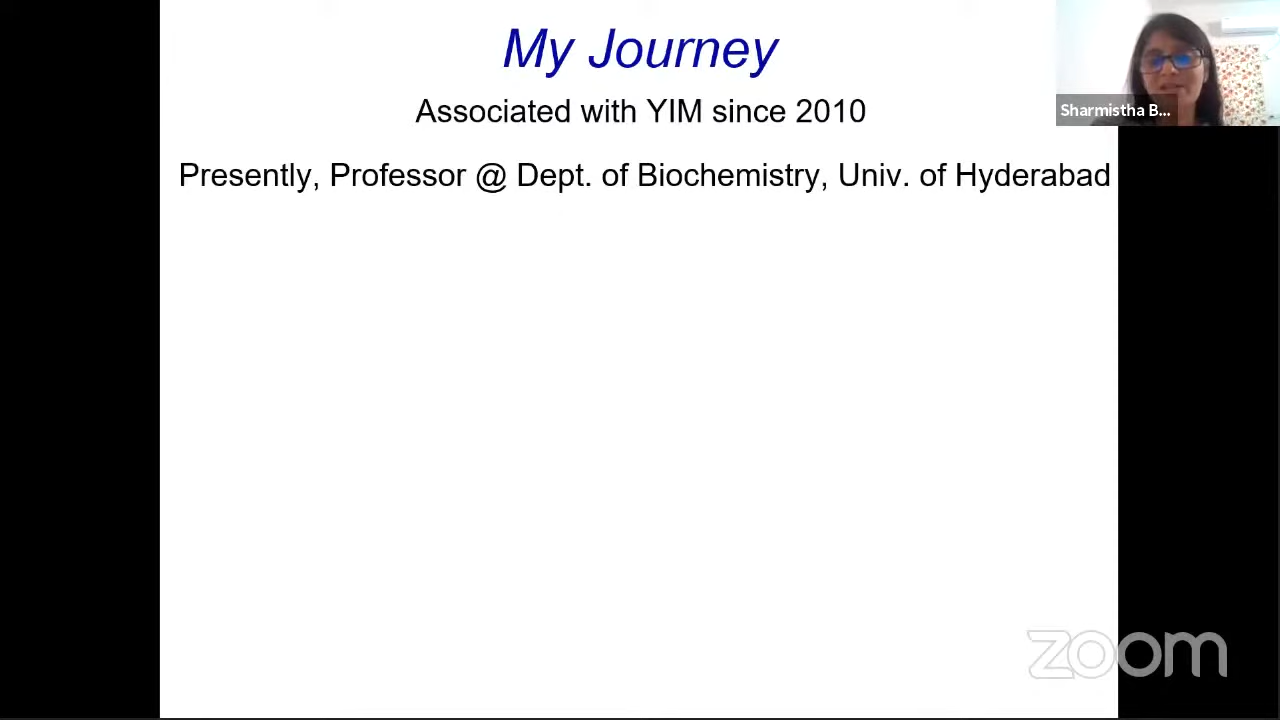 My Journey
Associated with YIM since 2010
Presently, Professor @ Dept. of Biochemistry, Univ. of Hyderabad
Sharmistha B...
zoom